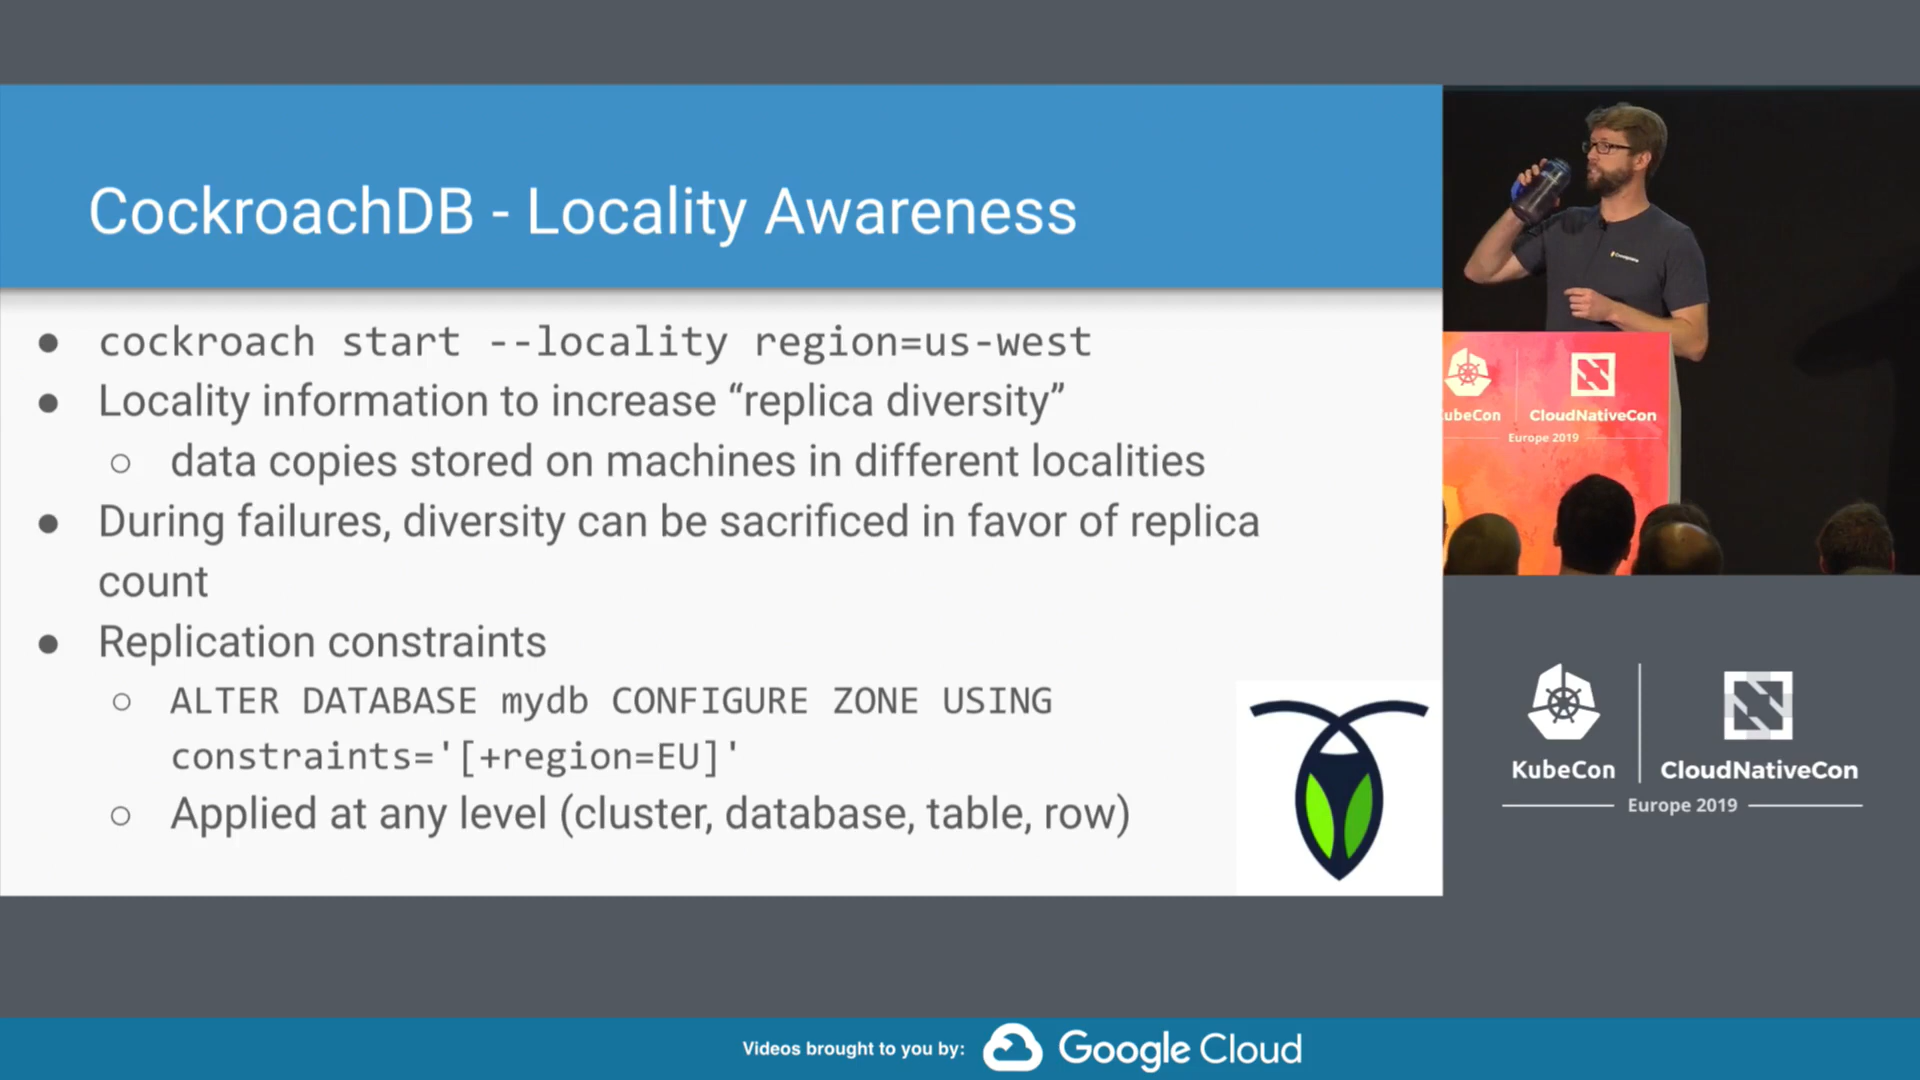 CockroachDB - Locality Awareness
● cockroach start --locality region=us-west
● Locality information to increase “replica diversity”
○ data copies stored on machines in different localities
● During failures, diversity can be sacrificed in favor of replica
count
● Replication constraints
○ ALTER DATABASE mydb CONFIGURE ZONE USING
constraints='[+region=EU]'
○ Applied at any level (cluster, database, table, row)
ubeCon
CloudNativeCon
Europe 2019
KubeCon
CloudNativeCon
Europe 2019
Videos brought to you by:
Google Cloud